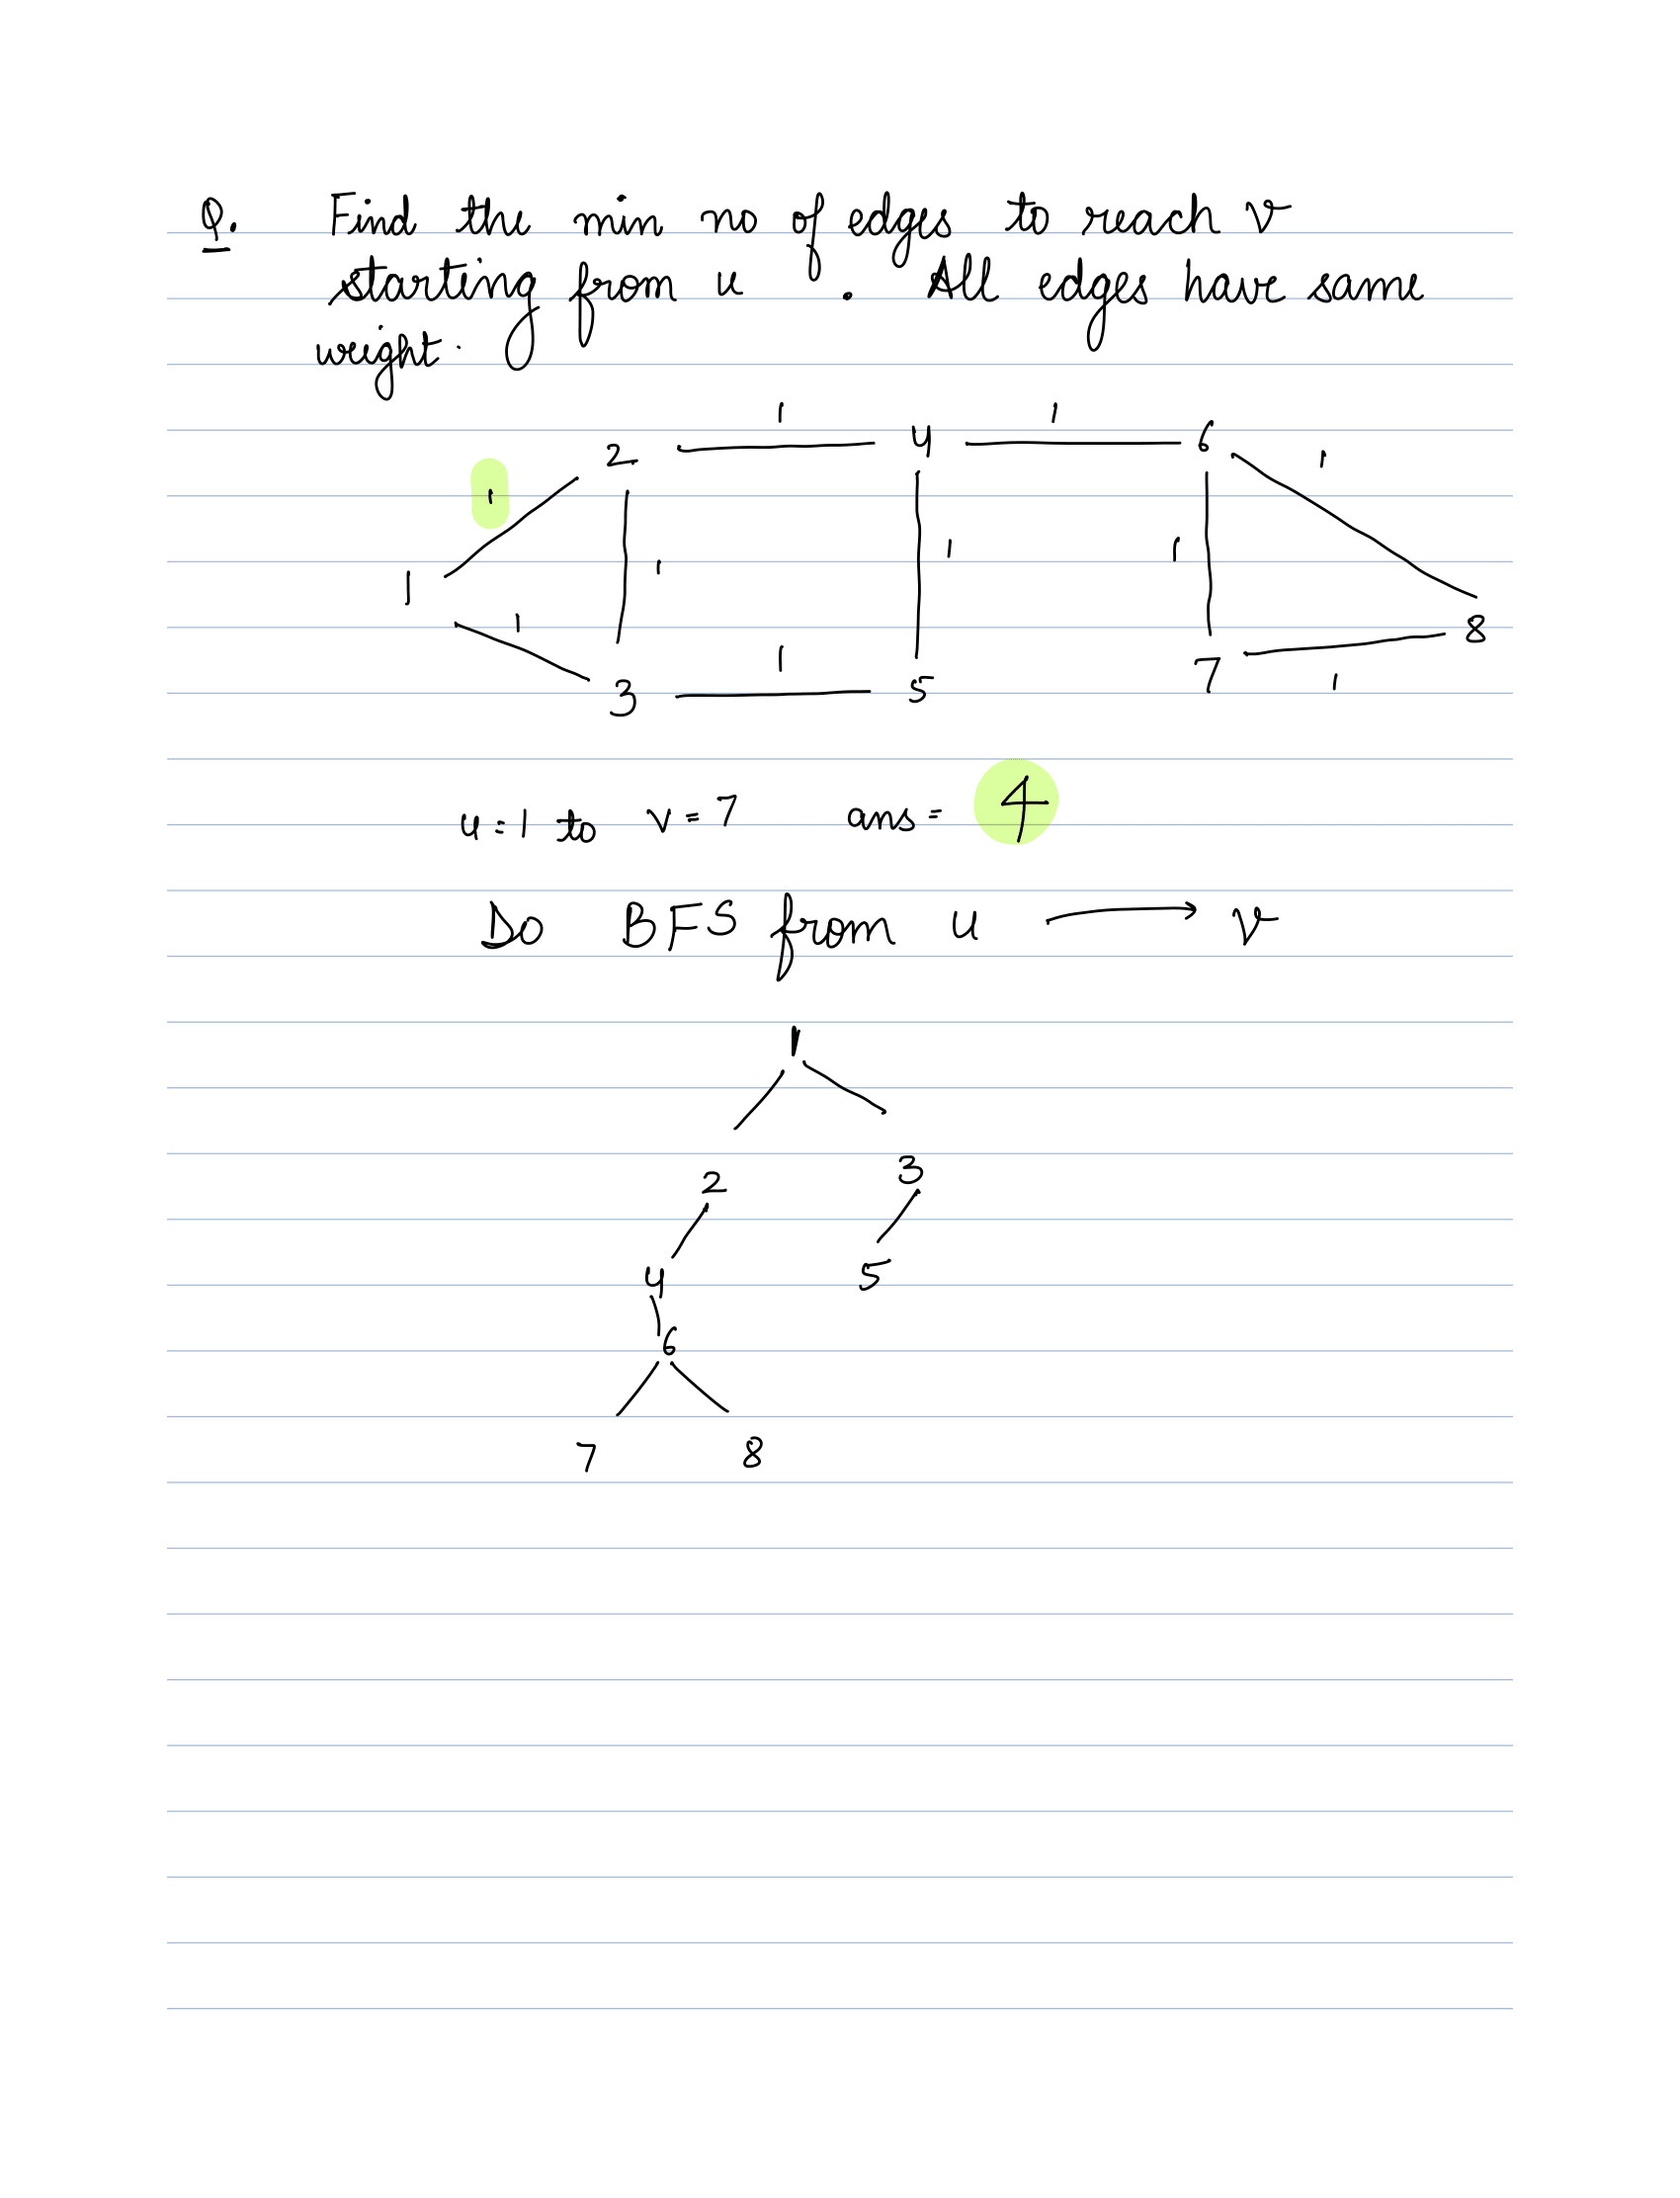 Q. Find the min no of edges to reach v
starting from u . All edges have same
weight.
1 1
2 4 6 1
1
1 1 1
1
1 8
1 7
3 5 1
u=1 to v=7 ans= 4
Do BFS from u → v
1
2 3
4 5
6
7 8